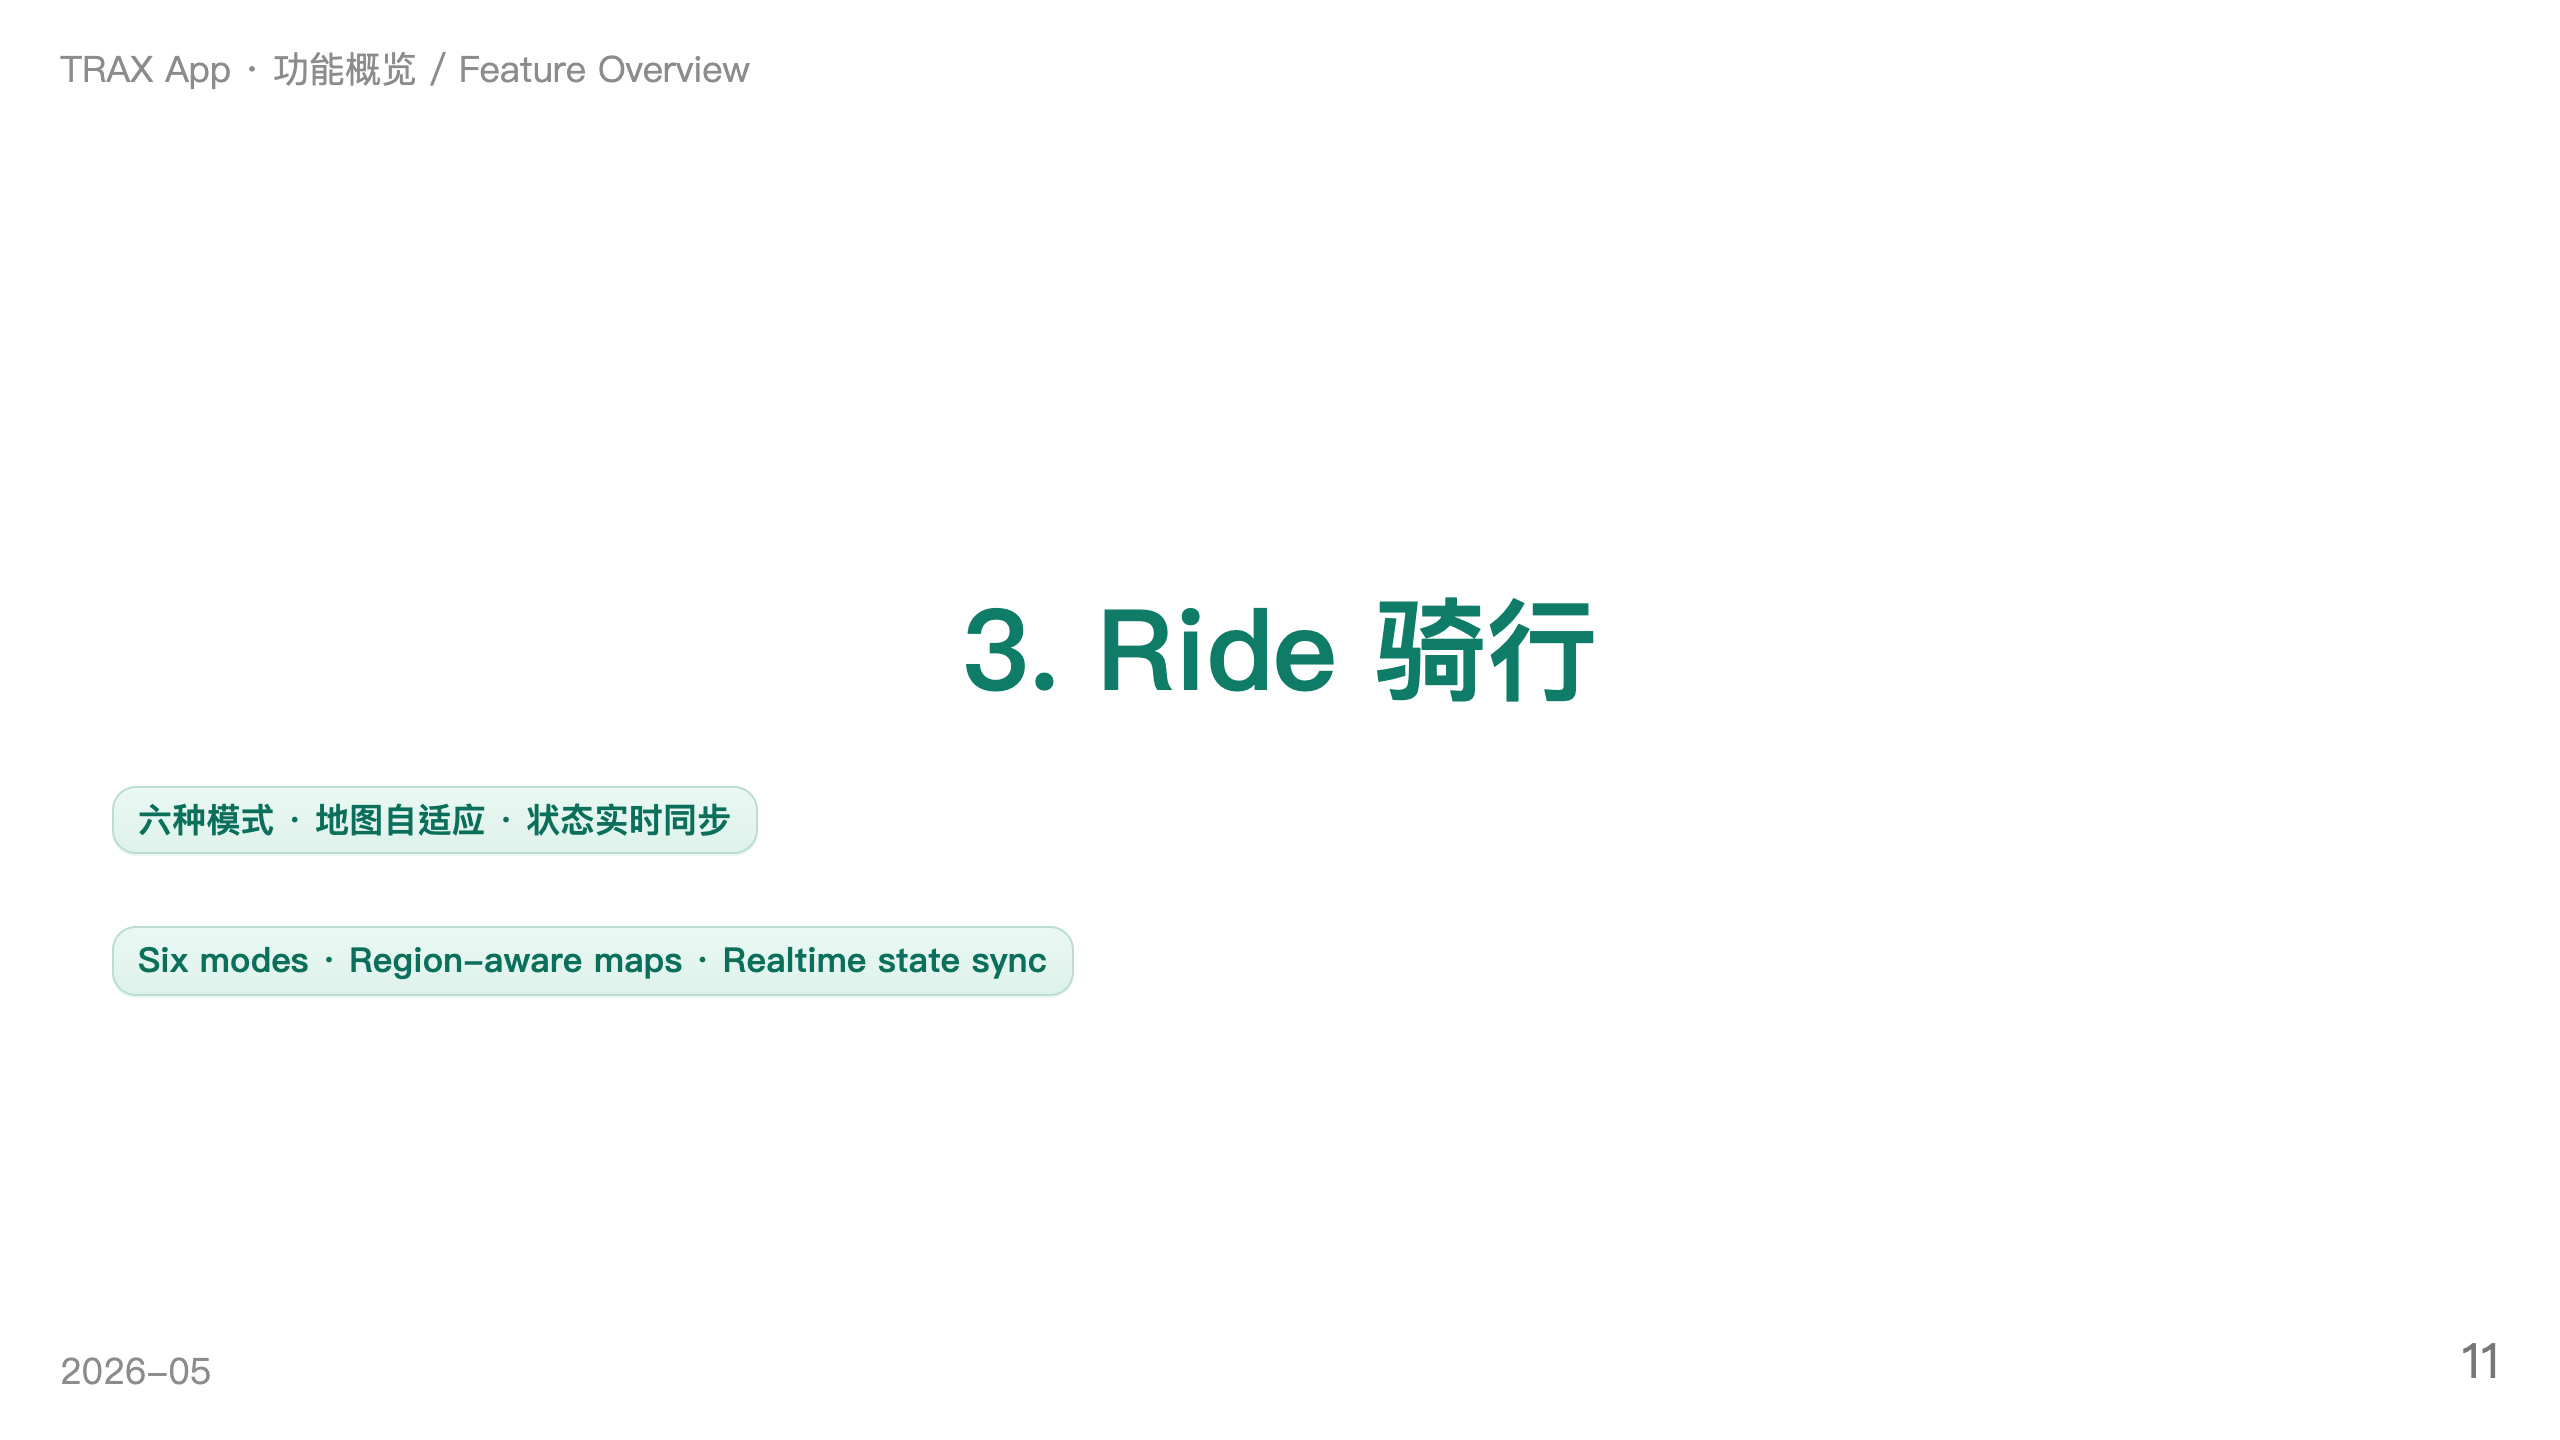 TRAX App · 功能概览 / Feature Overview
3. Ride 骑行
六种模式 · 地图自适应 · 状态实时同步
Six modes · Region-aware maps · Realtime state sync
2026-05
11